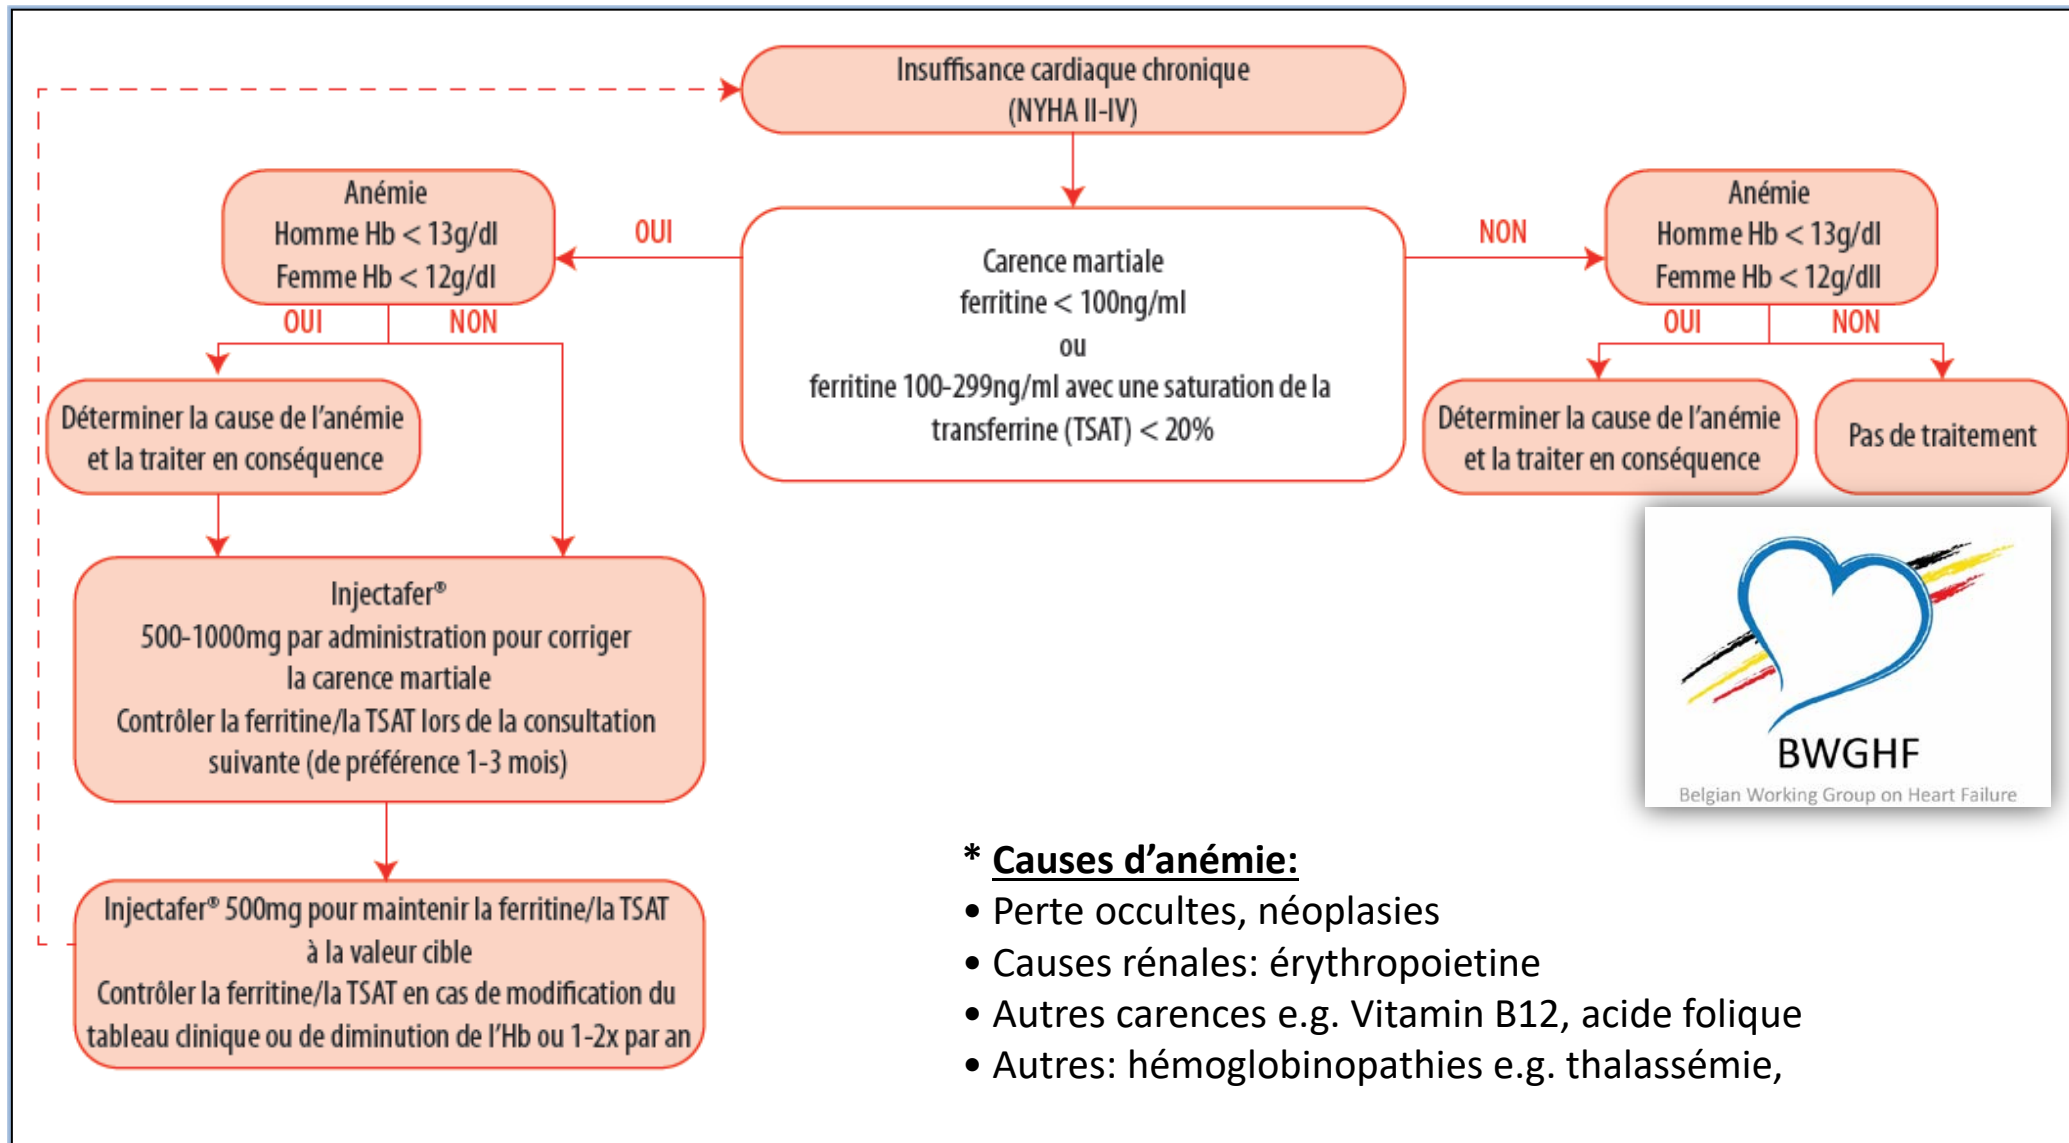 Insuffisance cardiaque chronique
(NYHA II-IV)
Anémie
Homme Hb < 13g/dl
Femme Hb < 12g/dl
OUI
NON
OUI
Carence martiale
ferritine < 100ng/ml
ou
ferritine 100-299ng/ml avec une saturation de la
transferrine (TSAT) < 20%
NON
Anémie
Homme Hb < 13g/dl
Femme Hb < 12g/dll
OUI
NON
Déterminer la cause de l'anémie
et la traiter en conséquence
Déterminer la cause de l'anémie
et la traiter en conséquence
Pas de traitement
Injectafer®
500-1000mg par administration pour corriger
la carence martiale
Contrôler la ferritine/la TSAT lors de la consultation
suivante (de préférence 1-3 mois)
Injectafer® 500mg pour maintenir la ferritine/la TSAT
à la valeur cible
Contrôler la ferritine/la TSAT en cas de modification du
tableau clinique ou de diminution de l'Hb ou 1-2x par an
BWGHF
Belgian Working Group on Heart Failure
* Causes d'anémie:
• Perte occultes, néoplasies
• Causes rénales: érythropoietine
• Autres carences e.g. Vitamin B12, acide folique
• Autres: hémoglobinopathies e.g. thalassémie,